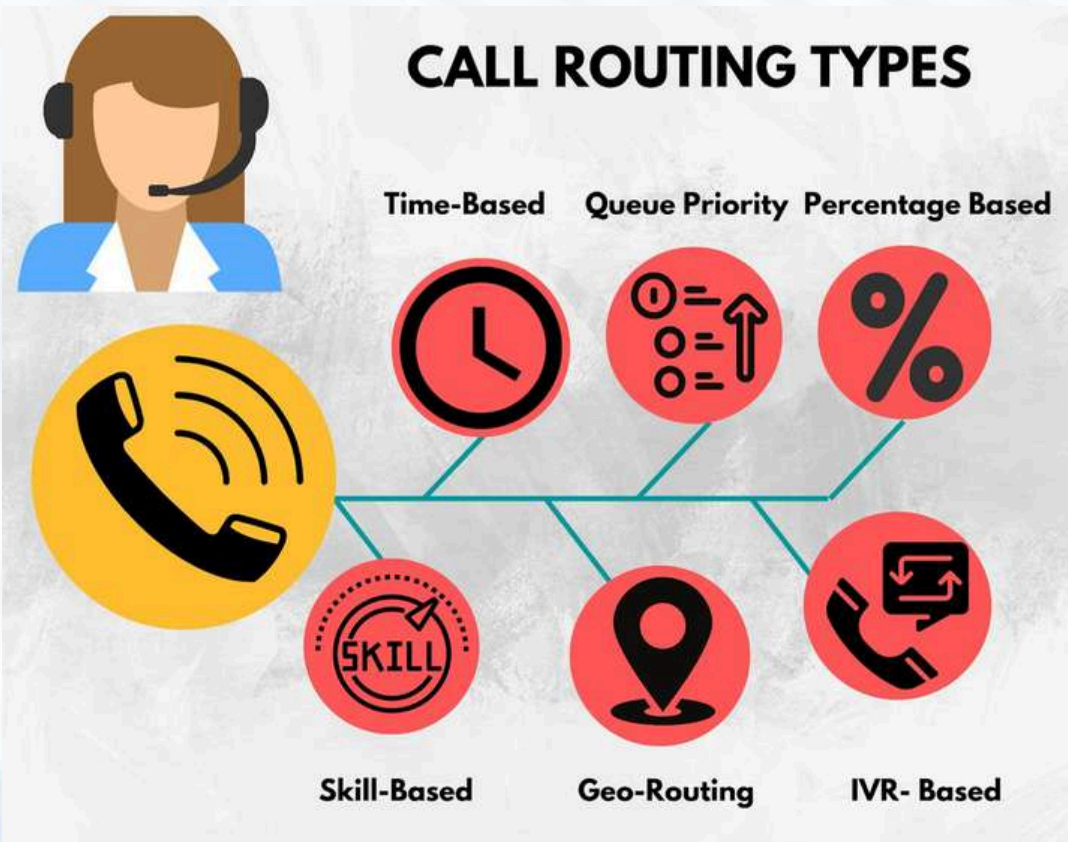 CALL ROUTING TYPES
Time-Based
Queue Priority
Percentage Based
SKILL
Skill-Based
Geo-Routing
IVR- Based